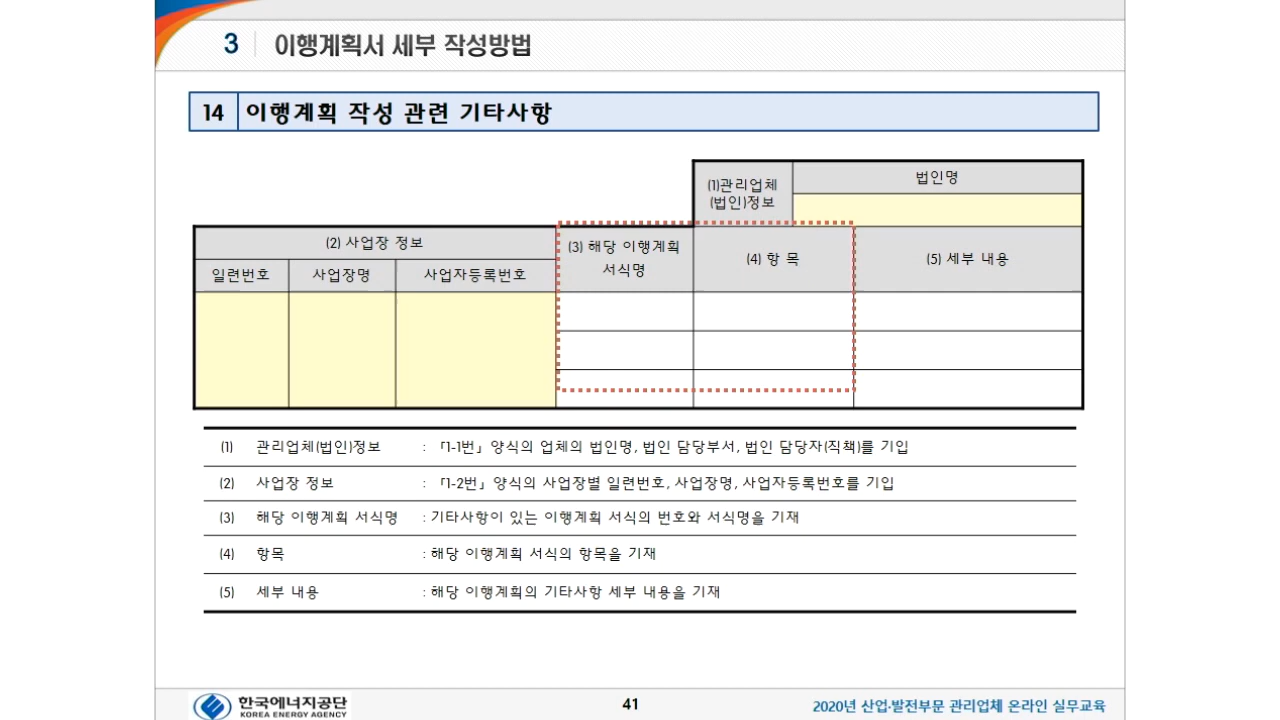 3 이행계획서 세부 작성방법
14 이행계획 작성 관련 기타사항
(1)관리업체
(법인)정보
법인명
(2) 사업장 정보
(3) 해당 이행계획
서식명
(4) 항 목
(5) 세부 내용
일련번호 사업장명 사업자등록번호
(1) 관리업체(법인)정보 : 「1-1번」 양식의 업체의 법인명, 법인 담당부서, 법인 담당자(직책)를 기입
(2) 사업장 정보 : 「1-2번」 양식의 사업장별 일련번호, 사업장명, 사업자등록번호를 기입
(3) 해당 이행계획 서식명 : 기타사항이 있는 이행계획 서식의 번호와 서식명을 기재
(4) 항목 : 해당 이행계획 서식의 항목을 기재
(5) 세부 내용 : 해당 이행계획의 기타사항 세부 내용을 기재
한국에너지공단
KOREA ENERGY AGENCY
41
2020년 산업·발전부문 관리업체 온라인 실무교육